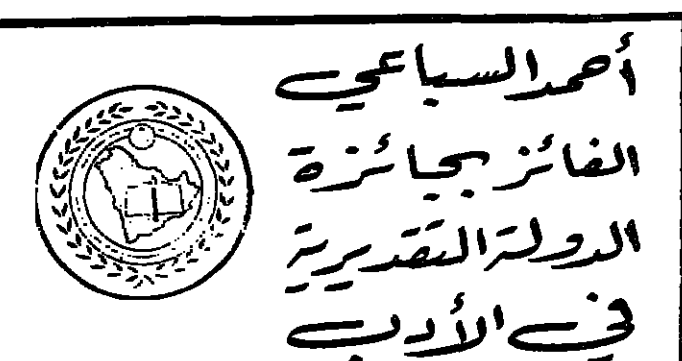 أحمد السباعي
الفائز بجائزة
الدولة التقديرية
في الأدب